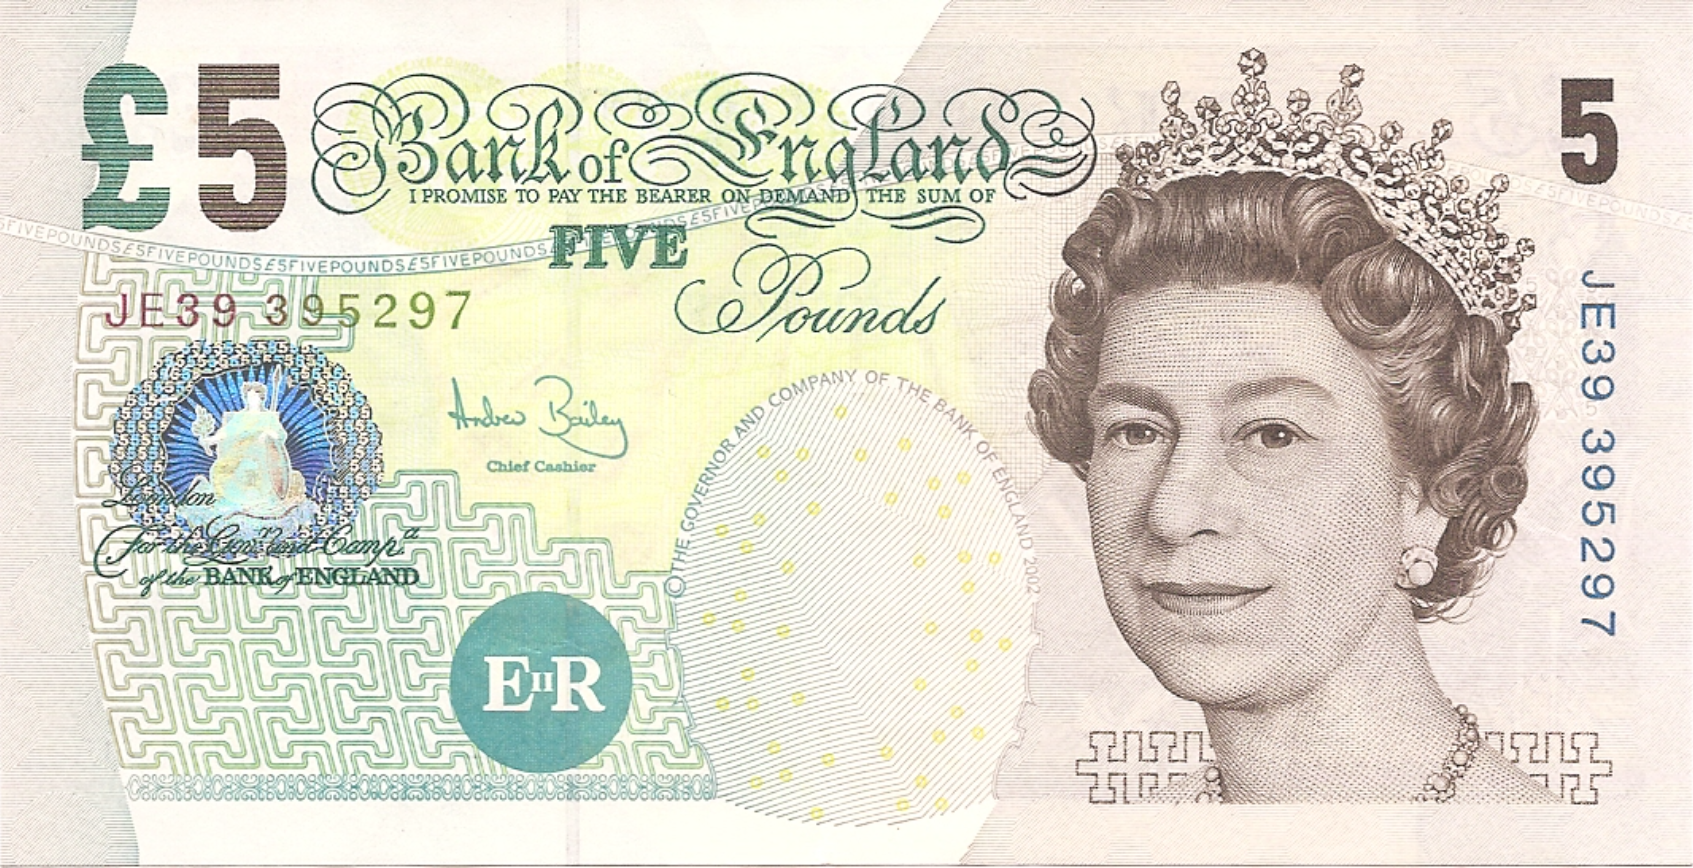 £5
Bank of England
5
I PROMISE TO PAY THE BEARER ON DEMAND THE SUM OF
FIVE
Pounds
£5FIVEPOUNDS£5FIVEPOUNDS£5FIVEPOUNDS
JE39 395297
JE39 395297
Andrew Bailey
Chief Cashier
© THE GOVERNOR AND COMPANY OF THE BANK OF ENGLAND 2002
London
For the Govr. and Compa.
of the BANK of ENGLAND
EIIR